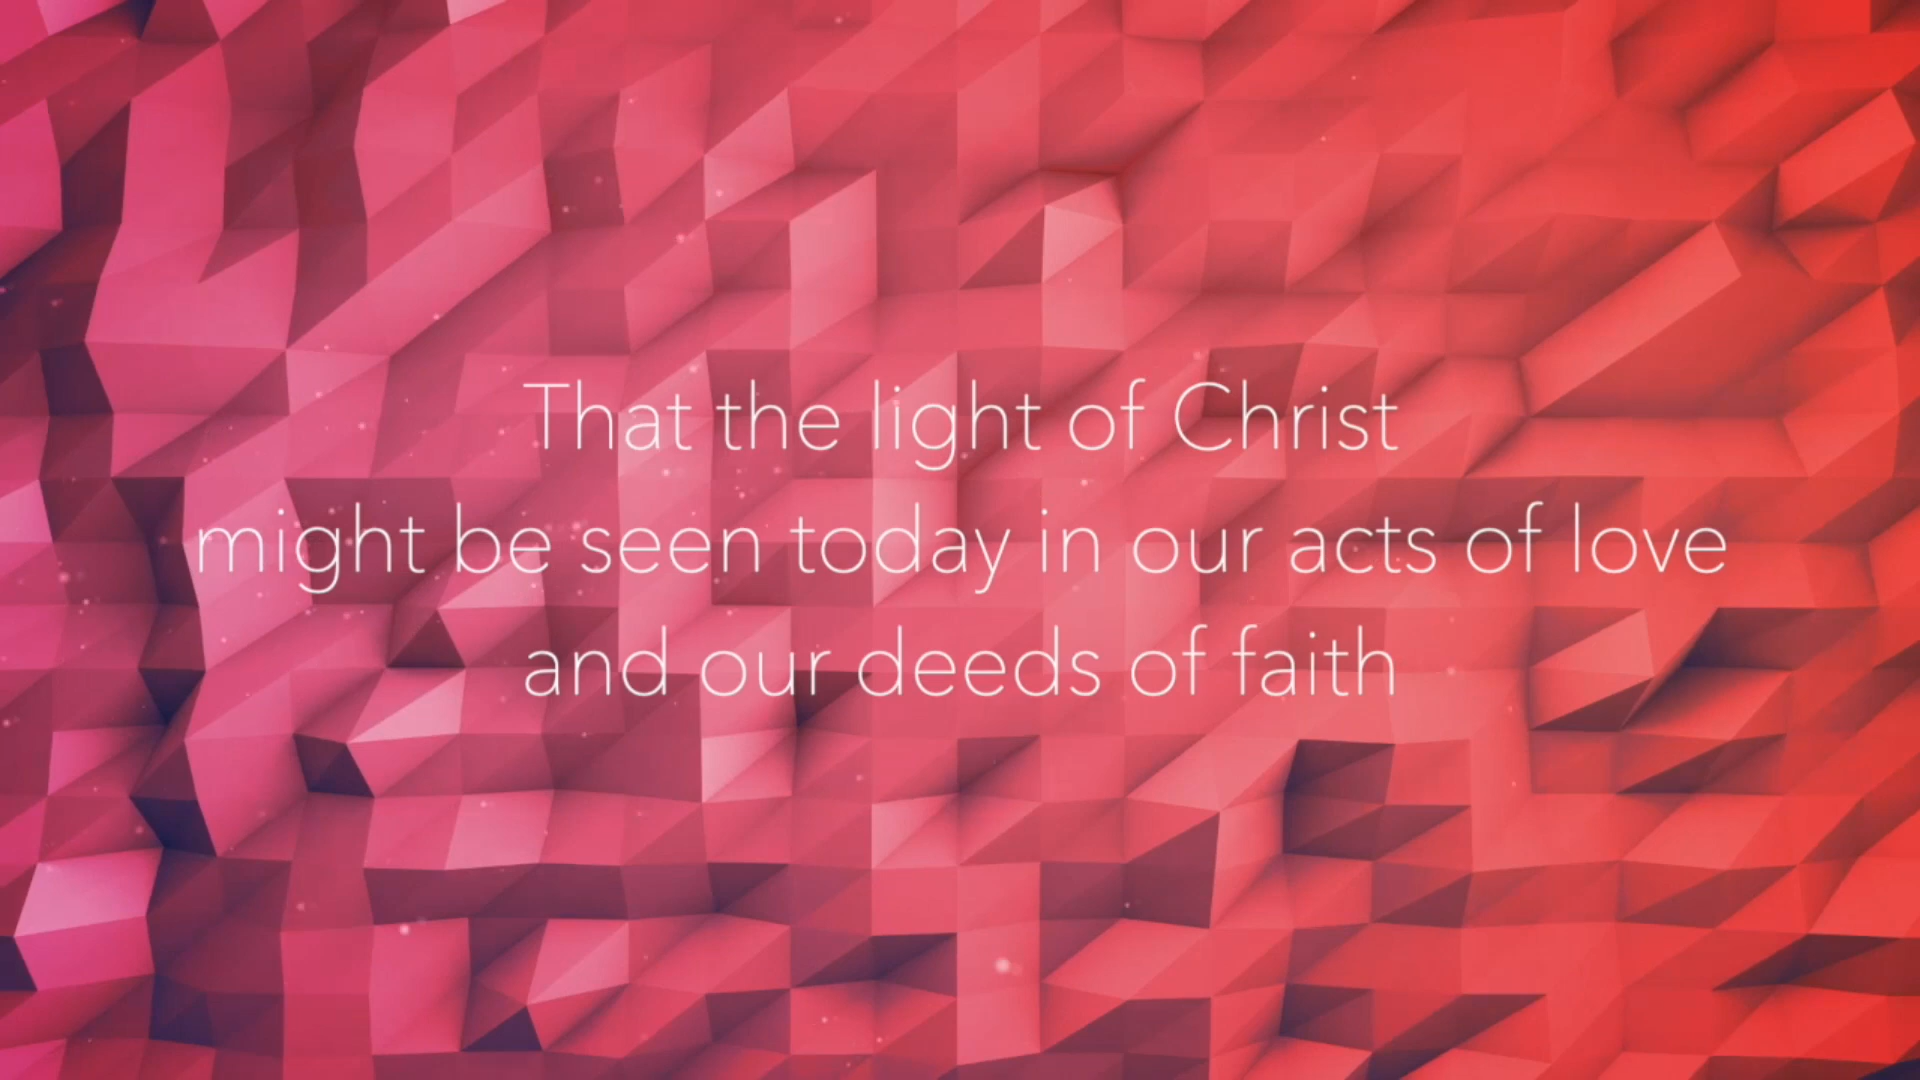 That the light of Christ
might be seen today in our acts of love
and our deeds of faith